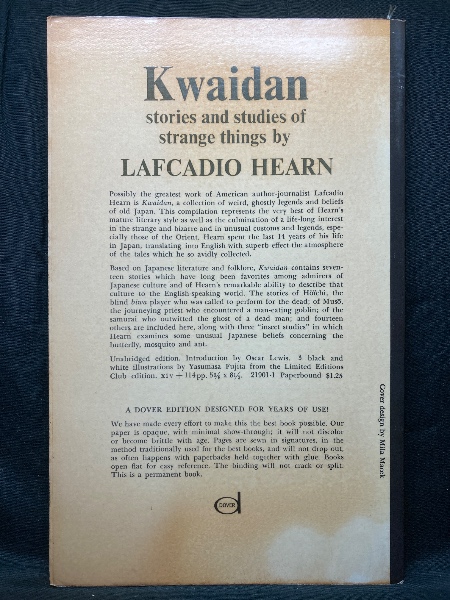 Kwaidan
stories and studies of
strange things by
LAFCADIO HEARN
Possibly the greatest work of American author-journalist Lafcadio
Hearn is Kwaidan, a collection of weird, ghostly legends and beliefs
of old Japan. This compilation represents the very best of Hearn's
mature literary style as well as the culmination of a life-long interest
in the strange and bizarre and in unusual customs and legends, espe-
cially those of the Orient. Hearn spent the last 14 years of his life
in Japan, translating into English with superb effect the atmosphere
of the tales which he so avidly collected.
Based on Japanese literature and folklore, Kwaidan contains seven-
teen stories which have long been favorites among admirers of
Japanese culture and of Hearn's remarkable ability to describe that
culture to the English-speaking world. The stories of Hōïchi, the
blind biwa player who was called to perform for the dead; of Musō,
the journeying priest who encountered a man-eating goblin; of the
samurai who outwitted the ghost of a dead man; and fourteen
others are included here, along with three "insect studies" in which
Hearn examines some unusual Japanese beliefs concerning the
butterfly, mosquito and ant.
Unabridged edition. Introduction by Oscar Lewis. 5 black and
white illustrations by Yasumasa Fujita from the Limited Editions
Club edition. xiv + 114pp. 5⅜ x 8½. 21901-1 Paperbound $1.25
A DOVER EDITION DESIGNED FOR YEARS OF USE!
We have made every effort to make this the best book possible. Our
paper is opaque, with minimal show-through; it will not discolor
or become brittle with age. Pages are sewn in signatures, in the
method traditionally used for the best books, and will not drop out,
as often happens with paperbacks held together with glue. Books
open flat for easy reference. The binding will not crack or split.
This is a permanent book.
DOVER
Cover design by Milia Macek